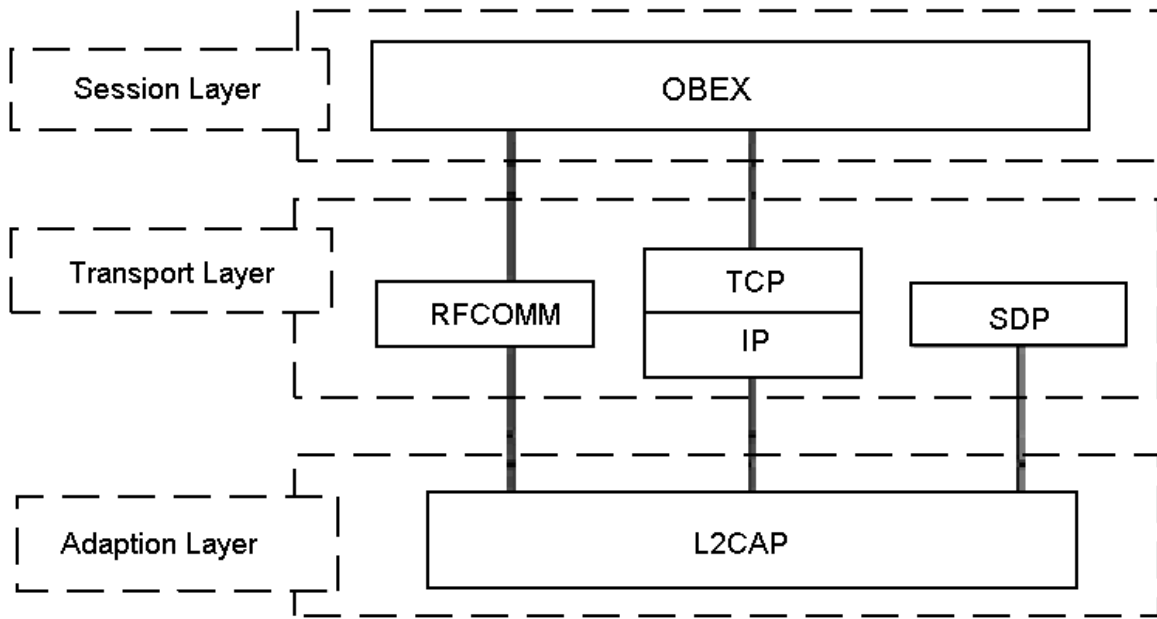 Session Layer
OBEX
Transport Layer
RFCOMM
TCP
IP
SDP
Adaption Layer
L2CAP